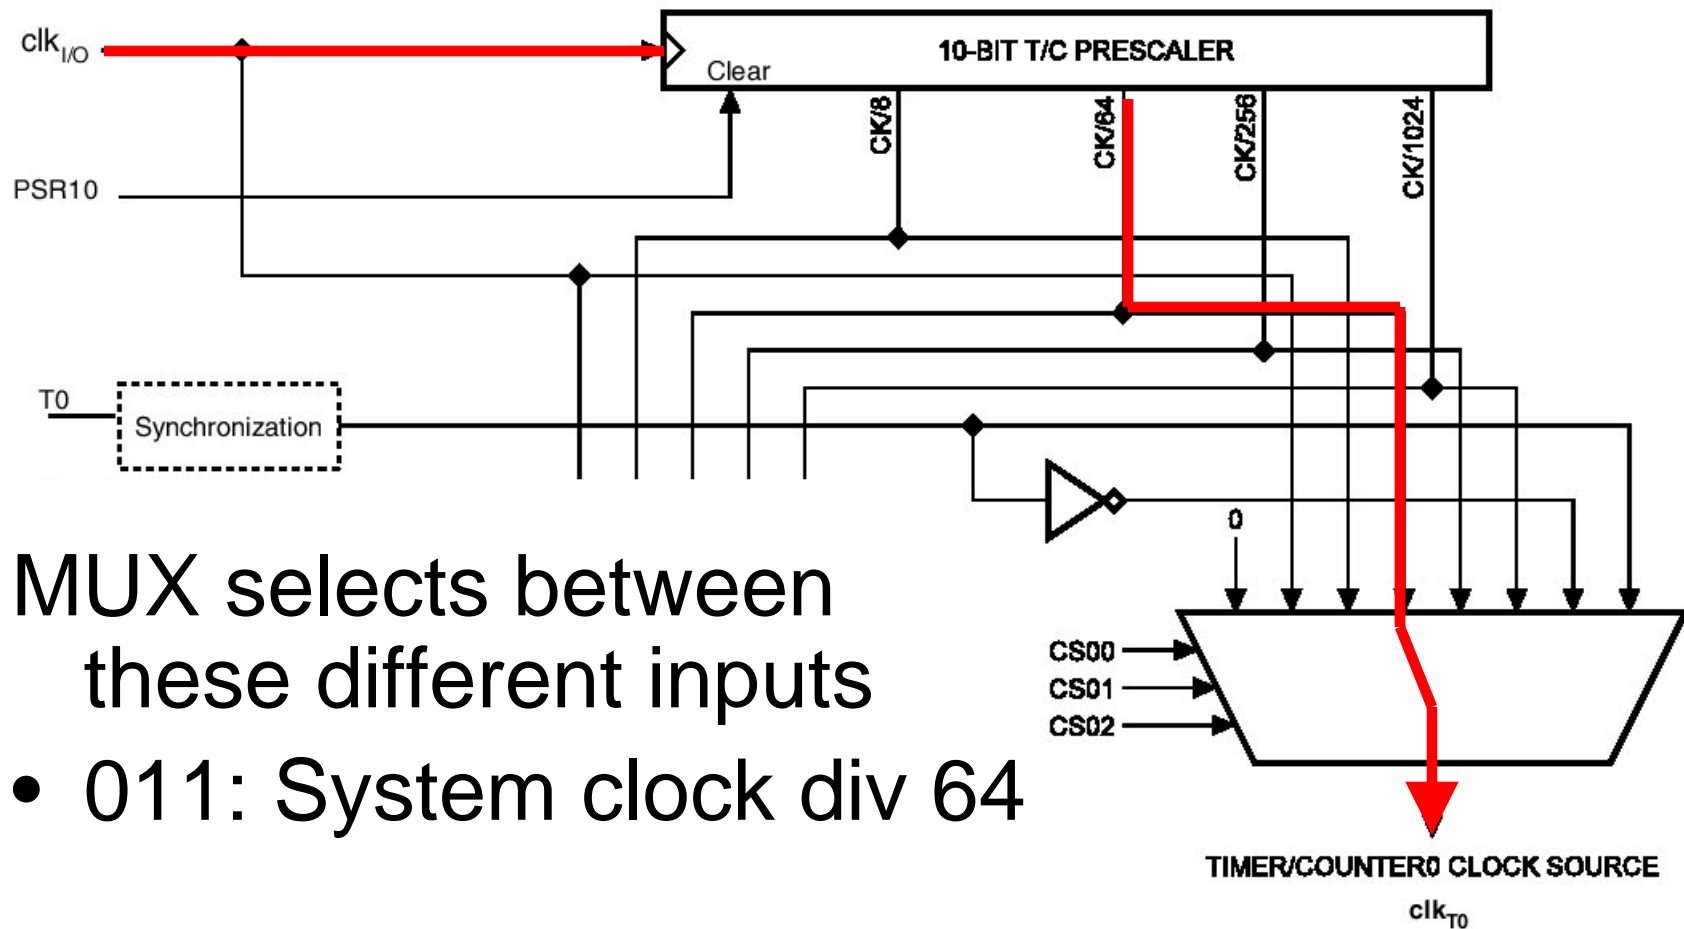 clkI/O
10-BIT T/C PRESCALER
Clear
CK/8
CK/64
CK/256
CK/1024
PSR10
T0
Synchronization
0
MUX selects between
these different inputs
• 011: System clock div 64
CS00
CS01
CS02
TIMER/COUNTER0 CLOCK SOURCE
clkT0